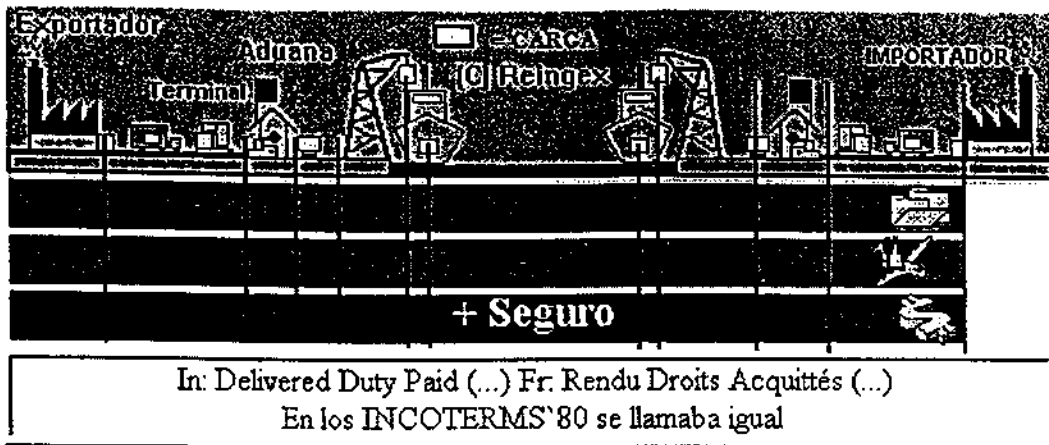 Exportador
Aduana
= CARGA
IMPORTADOR
Terminal
(C) Reingex
+ Seguro
In: Delivered Duty Paid (...) Fr: Rendu Droits Acquittés (...)
En los INCOTERMS`80 se llamaba igual